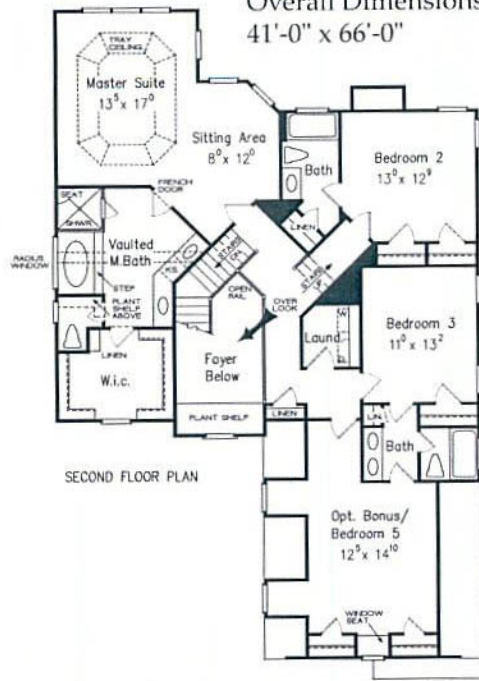 Overall Dimensions
41'-0" x 66'-0"
TRAY
CEILING
Master Suite
13⁵ x 17⁰
Sitting Area
8⁰ x 12⁰
Bath
Bedroom 2
13⁰ x 12⁹
FRENCH
DOOR
SEAT
SHWR.
LINEN
Vaulted
M.Bath
RADIUS
WINDOW
STEP
K.S.
STAIRS
DN.
STAIRS
UP
OPEN
RAIL
OVER
LOOK
PLANT
SHELF
ABOVE
Bedroom 3
11⁰ x 13²
Laund.
W
D
Foyer
Below
LINEN
W.i.c.
PLANT SHELF
LINEN
LIN.
Bath
SECOND FLOOR PLAN
Opt. Bonus/
Bedroom 5
12⁵ x 14¹⁰
WINDOW
SEAT